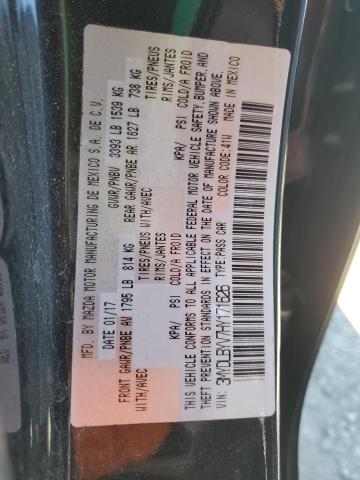 MFD. BY MAZDA MOTOR MANUFACTURING DE MEXICO S.A. DE C.V.
DATE 01/17 GVWR/PNBV 3393 LB 1539 KG
FRONT GAWR/PNBE AV 1795 LB 814 KG REAR GAWR/PNBE AR 1627 LB 738 KG
WITH/AVEC TIRES/PNEUS WITH/AVEC TIRES/PNEUS
RIMS/JANTES RIMS/JANTES
KPA/ PSI COLD/A FROID KPA/ PSI COLD/A FROID
THIS VEHICLE CONFORMS TO ALL APPLICABLE FEDERAL MOTOR VEHICLE SAFETY, BUMPER, AND
THEFT PREVENTION STANDARDS IN EFFECT ON THE DATE OF MANUFACTURE SHOWN ABOVE.
VIN: 3MYDLBYV7HY171626 TYPE:PASS CAR COLOR CODE:41W MADE IN MEXICO